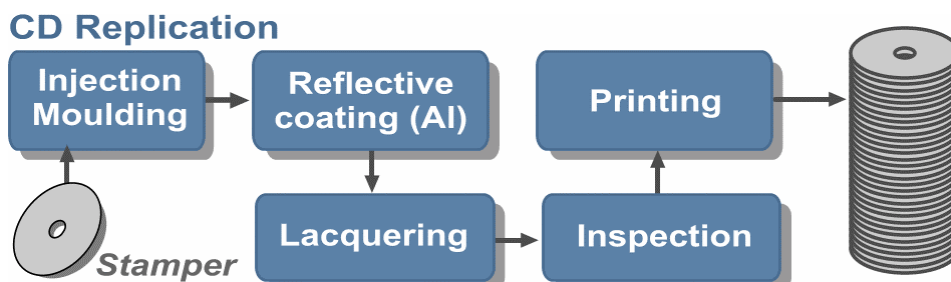 CD Replication
Injection
Moulding
Reflective
coating (Al)
Printing
Lacquering
Inspection
Stamper